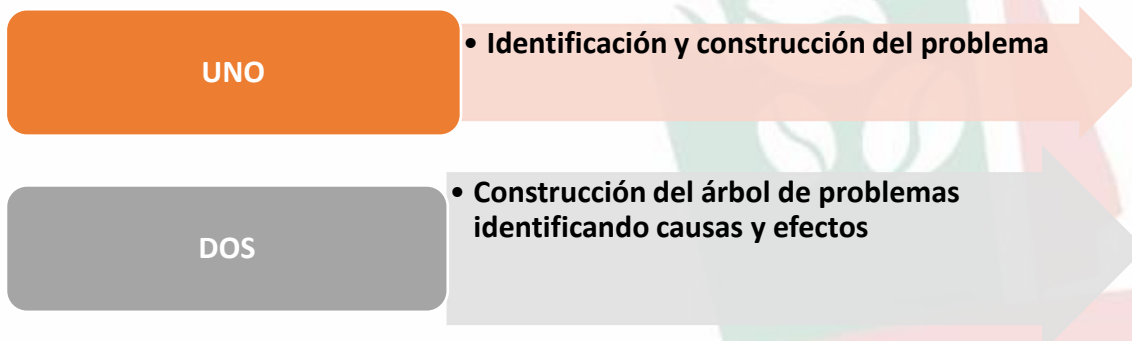 UNO
• Identificación y construcción del problema
DOS
• Construcción del árbol de problemas
identificando causas y efectos